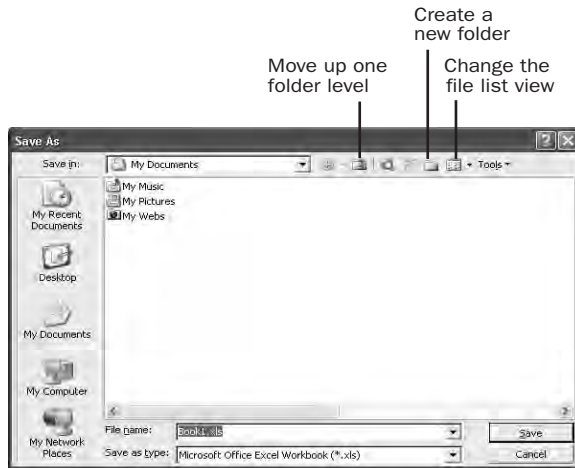 Create a
new folder
Move up one
folder level
Change the
file list view
Save As
Save in:
My Documents
Tools
My Recent
Documents
Desktop
My Documents
My Computer
My Network
Places
My Music
My Pictures
My Webs
File name:
Book1.xls
Save
Save as type:
Microsoft Office Excel Workbook (*.xls)
Cancel